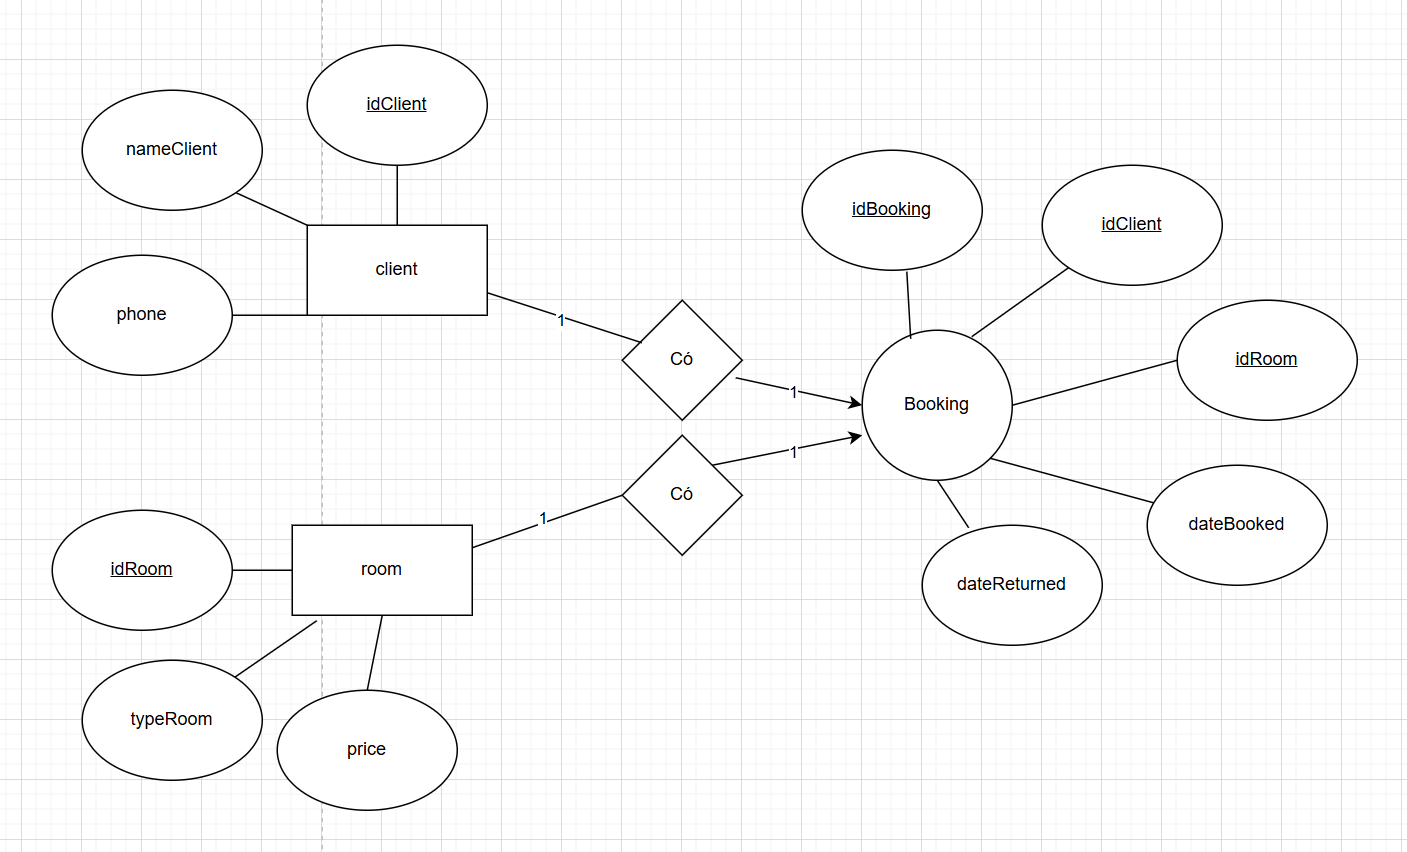 idClient
nameClient
client
phone
1
Có
1
idBooking
idClient
idRoom
Booking
dateBooked
dateReturned
1
Có
1
idRoom
room
typeRoom
price